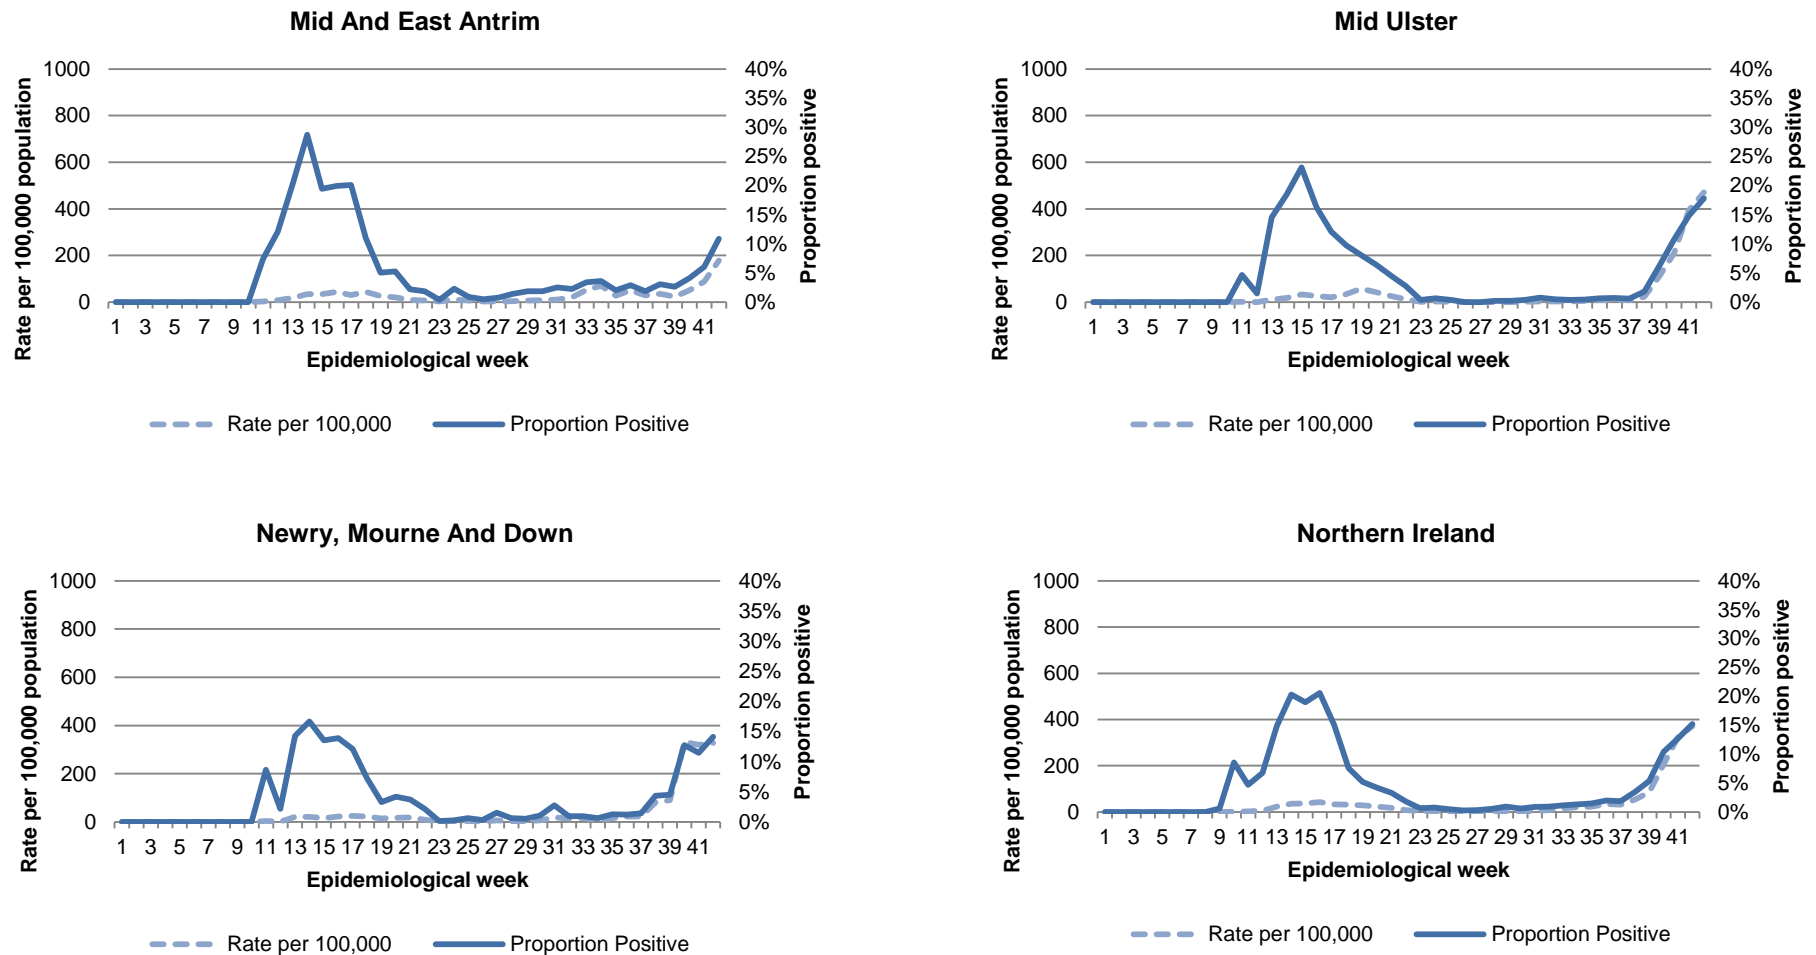 Mid And East Antrim
Rate per 100,000 population
1000
800
600
400
200
0
40%
35%
30%
25%
20%
15%
10%
5%
0%
Proportion positive
1 3 5 7 9 11 13 15 17 19 21 23 25 27 29 31 33 35 37 39 41
Epidemiological week
Rate per 100,000 Proportion Positive
Mid Ulster
Rate per 100,000 population
1000
800
600
400
200
0
40%
35%
30%
25%
20%
15%
10%
5%
0%
Proportion positive
1 3 5 7 9 11 13 15 17 19 21 23 25 27 29 31 33 35 37 39 41
Epidemiological week
Rate per 100,000 Proportion Positive
Newry, Mourne And Down
Rate per 100,000 population
1000
800
600
400
200
0
40%
35%
30%
25%
20%
15%
10%
5%
0%
Proportion positive
1 3 5 7 9 11 13 15 17 19 21 23 25 27 29 31 33 35 37 39 41
Epidemiological week
Rate per 100,000 Proportion Positive
Northern Ireland
Rate per 100,000 population
1000
800
600
400
200
0
40%
35%
30%
25%
20%
15%
10%
5%
0%
Proportion positive
1 3 5 7 9 11 13 15 17 19 21 23 25 27 29 31 33 35 37 39 41
Epidemiological week
Rate per 100,000 Proportion Positive